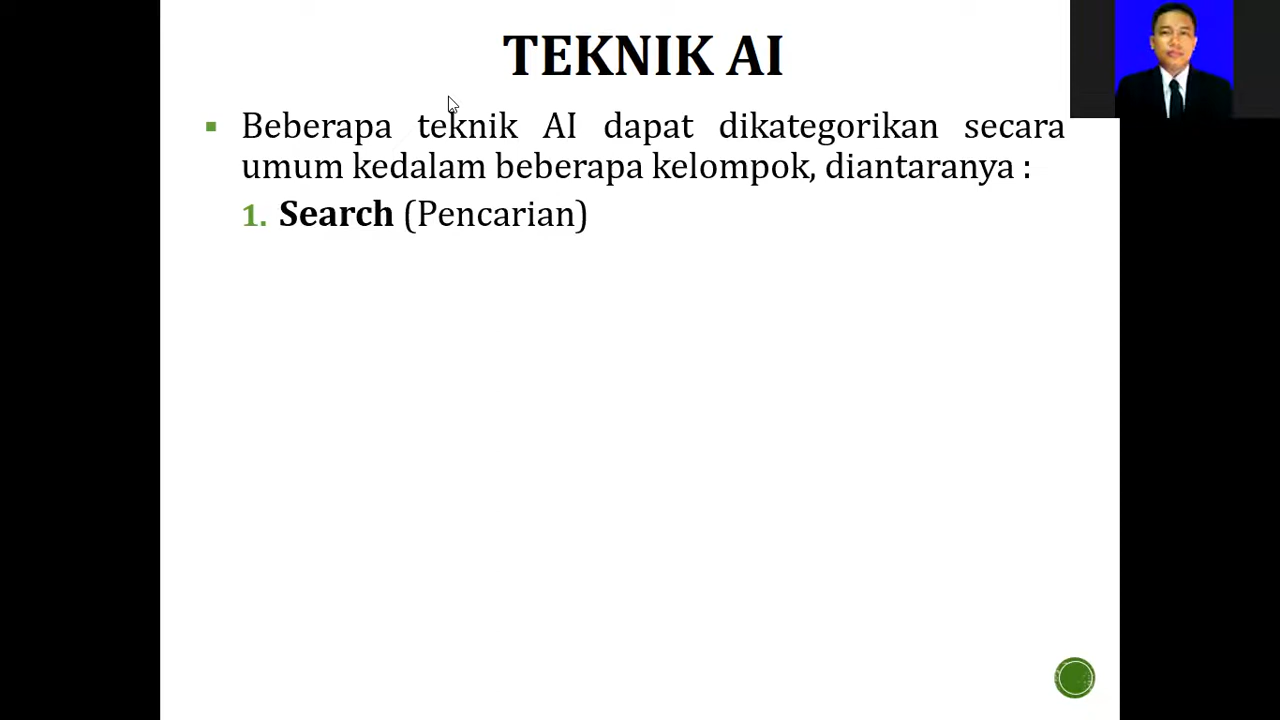 TEKNIK AI
▪ Beberapa teknik AI dapat dikategorikan secara
umum kedalam beberapa kelompok, diantaranya :
1. Search (Pencarian)